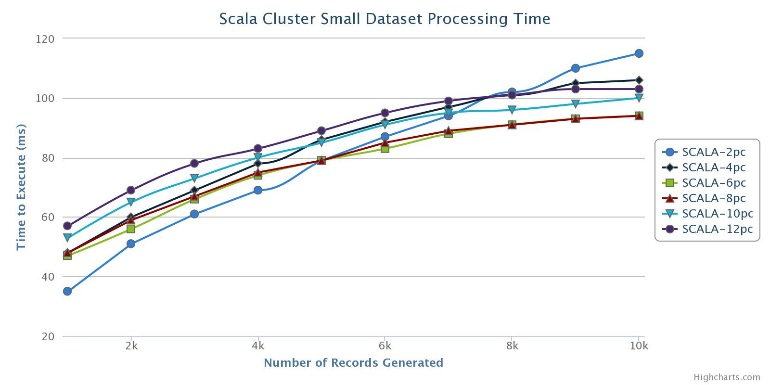 Scala Cluster Small Dataset Processing Time
120
100
80
60
40
20
Time to Execute (ms)
2k 4k 6k 8k 10k
Number of Records Generated
SCALA-2pc
SCALA-4pc
SCALA-6pc
SCALA-8pc
SCALA-10pc
SCALA-12pc
Highcharts.com